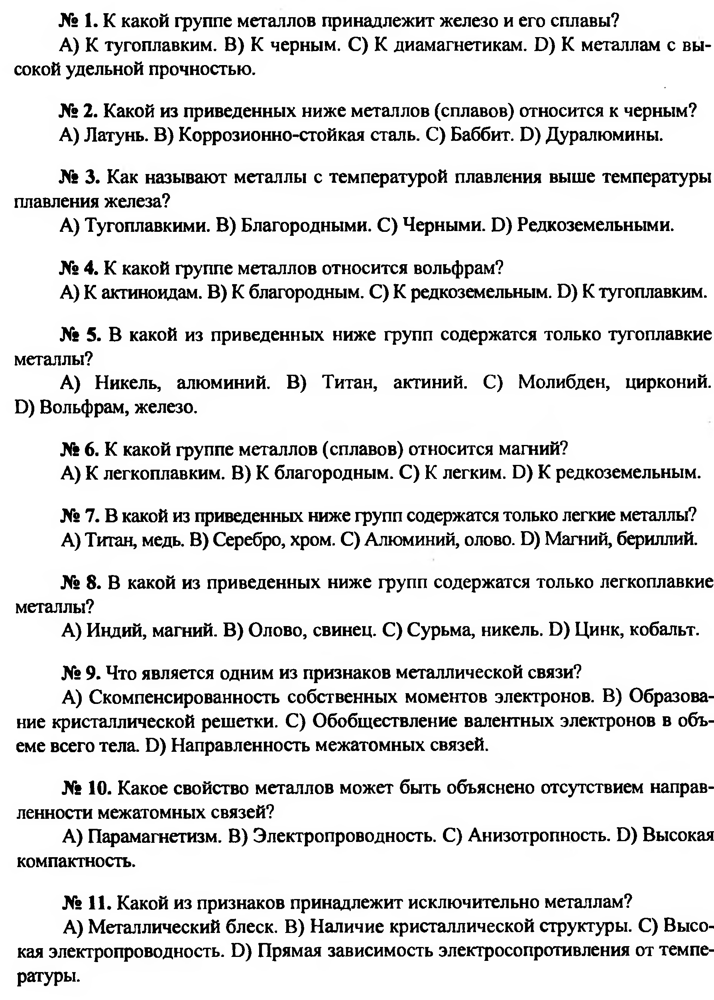 № 1. К какой группе металлов принадлежит железо и его сплавы?
A) К тугоплавким. B) К черным. C) К диамагнетикам. D) К металлам с вы-
сокой удельной прочностью.
№ 2. Какой из приведенных ниже металлов (сплавов) относится к черным?
A) Латунь. B) Коррозионно-стойкая сталь. C) Баббит. D) Дуралюмины.
№ 3. Как называют металлы с температурой плавления выше температуры
плавления железа?
A) Тугоплавкими. B) Благородными. C) Черными. D) Редкоземельными.
№ 4. К какой группе металлов относится вольфрам?
A) К актиноидам. B) К благородным. C) К редкоземельным. D) К тугоплавким.
№ 5. В какой из приведенных ниже групп содержатся только тугоплавкие
металлы?
A) Никель, алюминий. B) Титан, актиний. C) Молибден, цирконий.
D) Вольфрам, железо.
№ 6. К какой группе металлов (сплавов) относится магний?
A) К легкоплавким. B) К благородным. C) К легким. D) К редкоземельным.
№ 7. В какой из приведенных ниже групп содержатся только легкие металлы?
A) Титан, медь. B) Серебро, хром. C) Алюминий, олово. D) Магний, бериллий.
№ 8. В какой из приведенных ниже групп содержатся только легкоплавкие
металлы?
A) Индий, магний. B) Олово, свинец. C) Сурьма, никель. D) Цинк, кобальт.
№ 9. Что является одним из признаков металлической связи?
A) Скомпенсированность собственных моментов электронов. B) Образова-
ние кристаллической решетки. C) Обобществление валентных электронов в объ-
еме всего тела. D) Направленность межатомных связей.
№ 10. Какое свойство металлов может быть объяснено отсутствием направ-
ленности межатомных связей?
A) Парамагнетизм. B) Электропроводность. C) Анизотропность. D) Высокая
компактность.
№ 11. Какой из признаков принадлежит исключительно металлам?
A) Металлический блеск. B) Наличие кристаллической структуры. C) Высо-
кая электропроводность. D) Прямая зависимость электросопротивления от темпе-
ратуры.